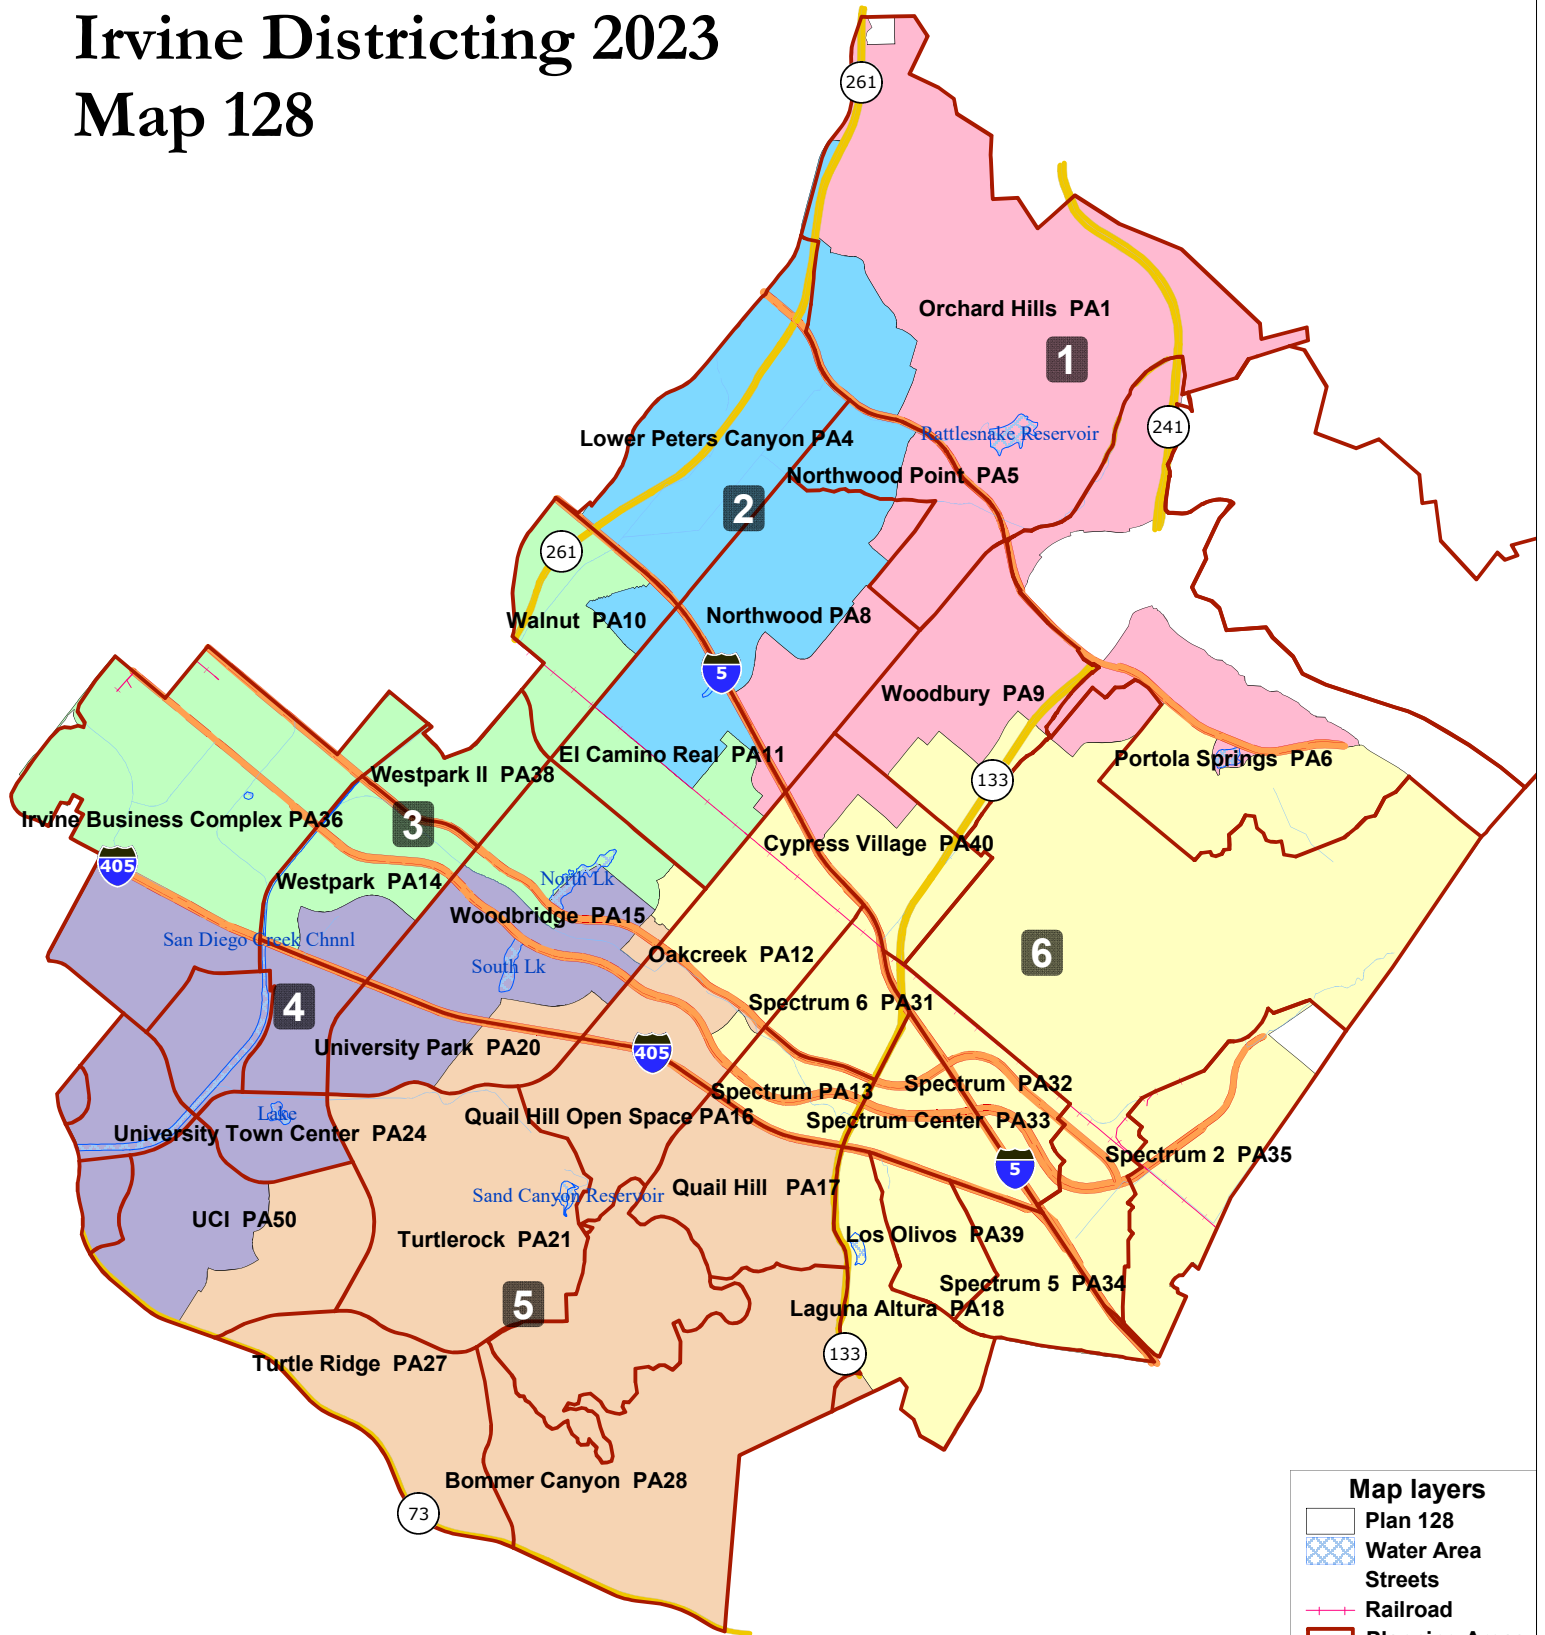 Irvine Districting 2023
Map 128
261
Orchard Hills PA1
1
241
Rattlesnake Reservoir
Lower Peters Canyon PA4
Northwood Point PA5
2
261
Walnut PA10
Northwood PA8
5
Woodbury PA9
El Camino Real PA11
Portola Springs PA6
Westpark II PA38
133
Irvine Business Complex PA36
3
Cypress Village PA40
405
Westpark PA14
North Lk
Woodbridge PA15
San Diego Creek Chnnl
Oakcreek PA12
6
South Lk
4
Spectrum 6 PA31
University Park PA20
405
Spectrum PA13
Spectrum PA32
Lake
Quail Hill Open Space PA16
Spectrum Center PA33
University Town Center PA24
Spectrum 2 PA35
5
Sand Canyon Reservoir
Quail Hill PA17
UCI PA50
Turtlerock PA21
Los Olivos PA39
Spectrum 5 PA34
5
Laguna Altura PA18
Turtle Ridge PA27
133
Bommer Canyon PA28
73
Map layers
Plan 128
Water Area
Streets
Railroad